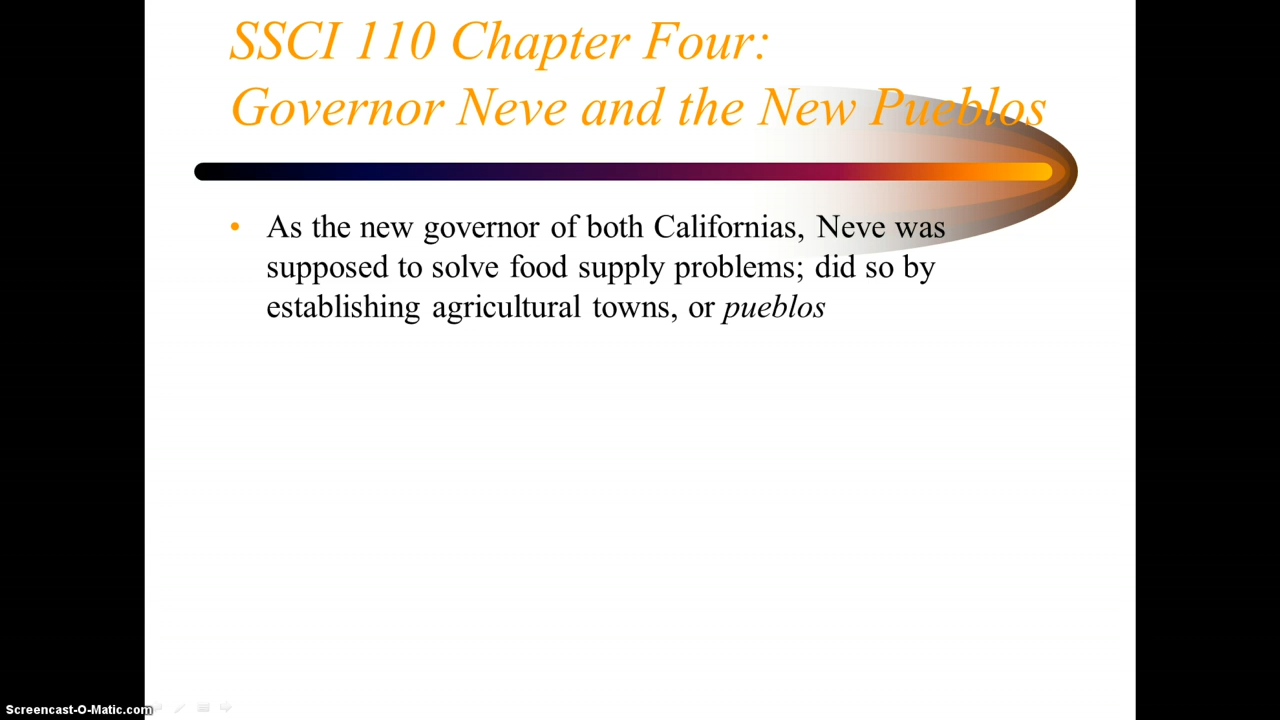 SSCI 110 Chapter Four:
Governor Neve and the New Pueblos
• As the new governor of both Californias, Neve was
supposed to solve food supply problems; did so by
establishing agricultural towns, or pueblos
Screencast-O-Matic.com